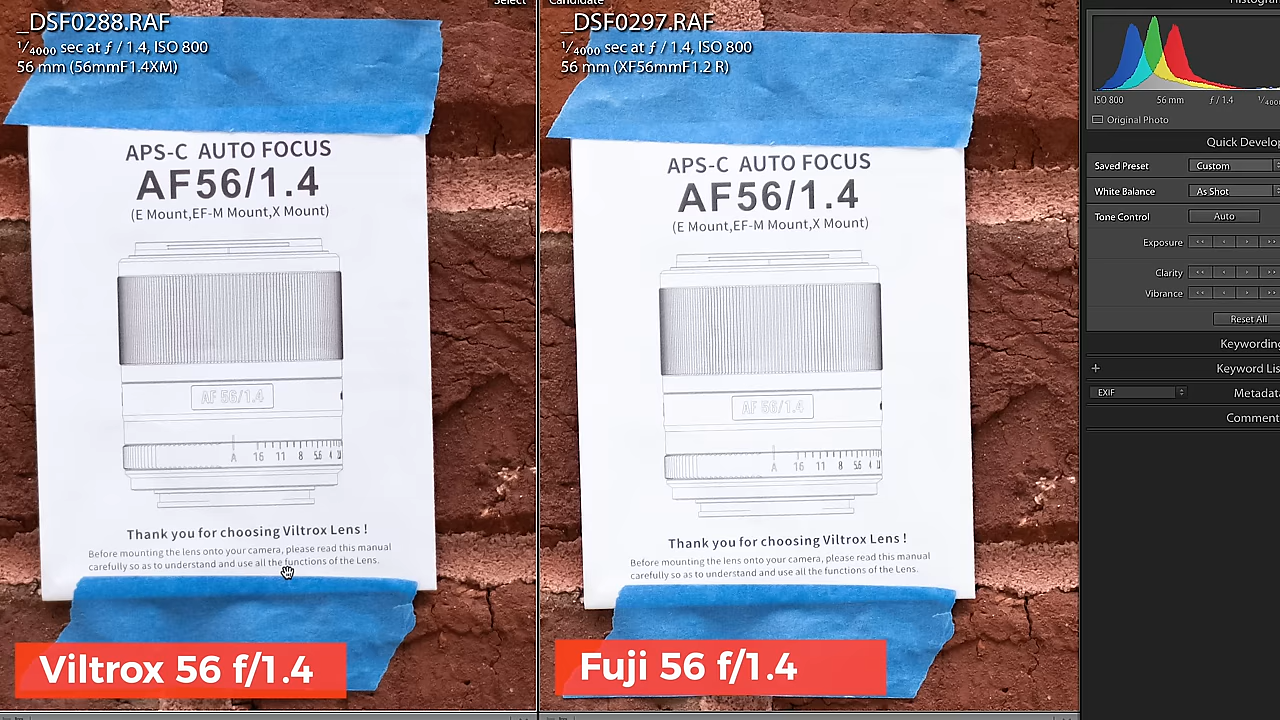 Select
_DSF0288.RAF
1/4000 sec at ƒ / 1.4, ISO 800
56 mm (56mmF1.4XM)
APS-C AUTO FOCUS
AF56/1.4
(E Mount,EF-M Mount,X Mount)
AF 56/1.4
A 16 11 8 5.6 4
Thank you for choosing Viltrox Lens !
Before mounting the lens onto your camera, please read this manual
carefully so as to understand and use all the functions of the Lens.
Viltrox 56 f/1.4
Candidate
_DSF0297.RAF
1/4000 sec at ƒ / 1.4, ISO 800
56 mm (XF56mmF1.2 R)
APS-C AUTO FOCUS
AF56/1.4
(E Mount,EF-M Mount,X Mount)
AF 56/1.4
A 16 11 8 5.6 4
Thank you for choosing Viltrox Lens !
Before mounting the lens onto your camera, please read this manual
carefully so as to understand and use all the functions of the Lens.
Fuji 56 f/1.4
ISO 800 56 mm ƒ / 1.4 1/400
Original Photo
Quick Develop
Saved Preset Custom
White Balance As Shot
Tone Control Auto
Exposure
Clarity
Vibrance
Reset All
Keywording
Keyword Lis
EXIF Metadata
Comment